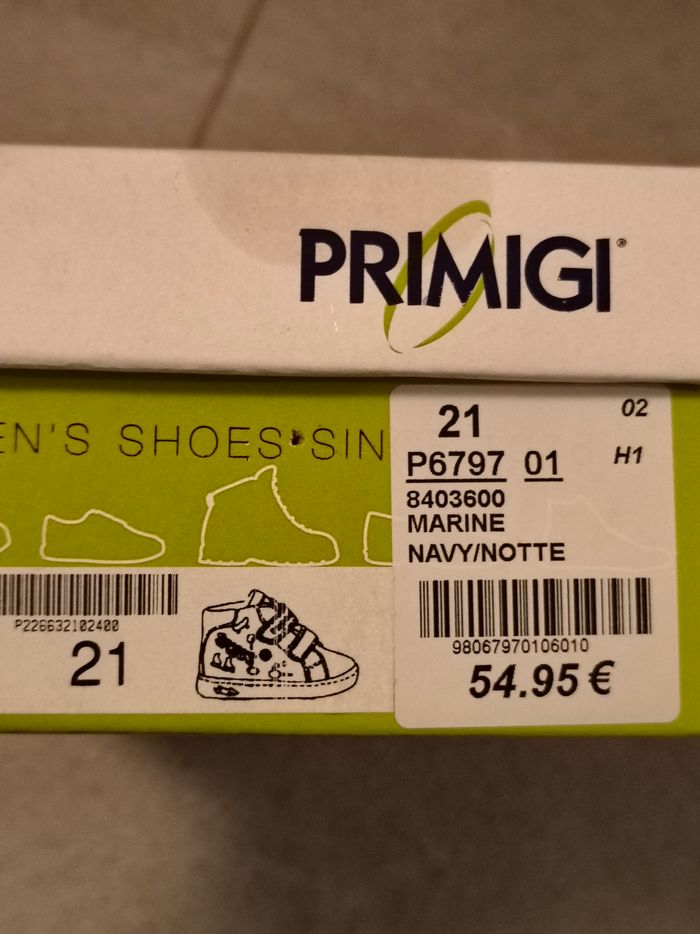 PRIMIGI®
EN'S SHOES SIN
21
02
P6797 01
H1
8403600
MARINE
NAVY/NOTTE
98067970106010
54.95 €
P226632102400
21